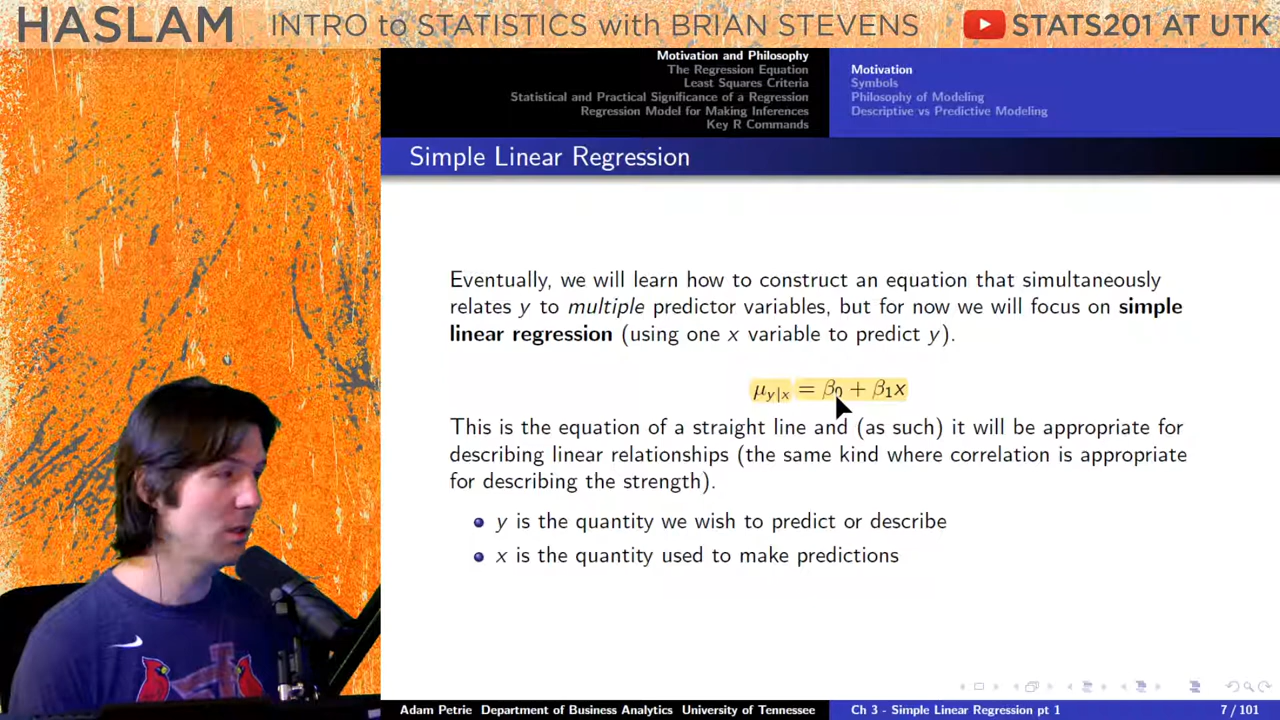 HASLAM INTRO to STATISTICS with BRIAN STEVENS STATS201 AT UTK
Motivation and Philosophy
The Regression Equation
Least Squares Criteria
Statistical and Practical Significance of a Regression
Regression Model for Making Inferences
Key R Commands
Motivation
Symbols
Philosophy of Modeling
Descriptive vs Predictive Modeling
Simple Linear Regression
Eventually, we will learn how to construct an equation that simultaneously
relates y to multiple predictor variables, but for now we will focus on simple
linear regression (using one x variable to predict y).
μ_{y|x} = β₀ + β₁x
This is the equation of a straight line and (as such) it will be appropriate for
describing linear relationships (the same kind where correlation is appropriate
for describing the strength).
y is the quantity we wish to predict or describe
x is the quantity used to make predictions
Adam Petrie Department of Business Analytics University of Tennessee Ch 3 - Simple Linear Regression pt 1 7 / 101